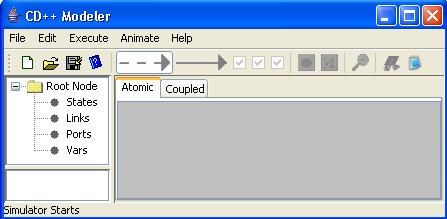 CD++ Modeler
File Edit Execute Animate Help
Root Node
States
Links
Ports
Vars
Atomic Coupled
Simulator Starts